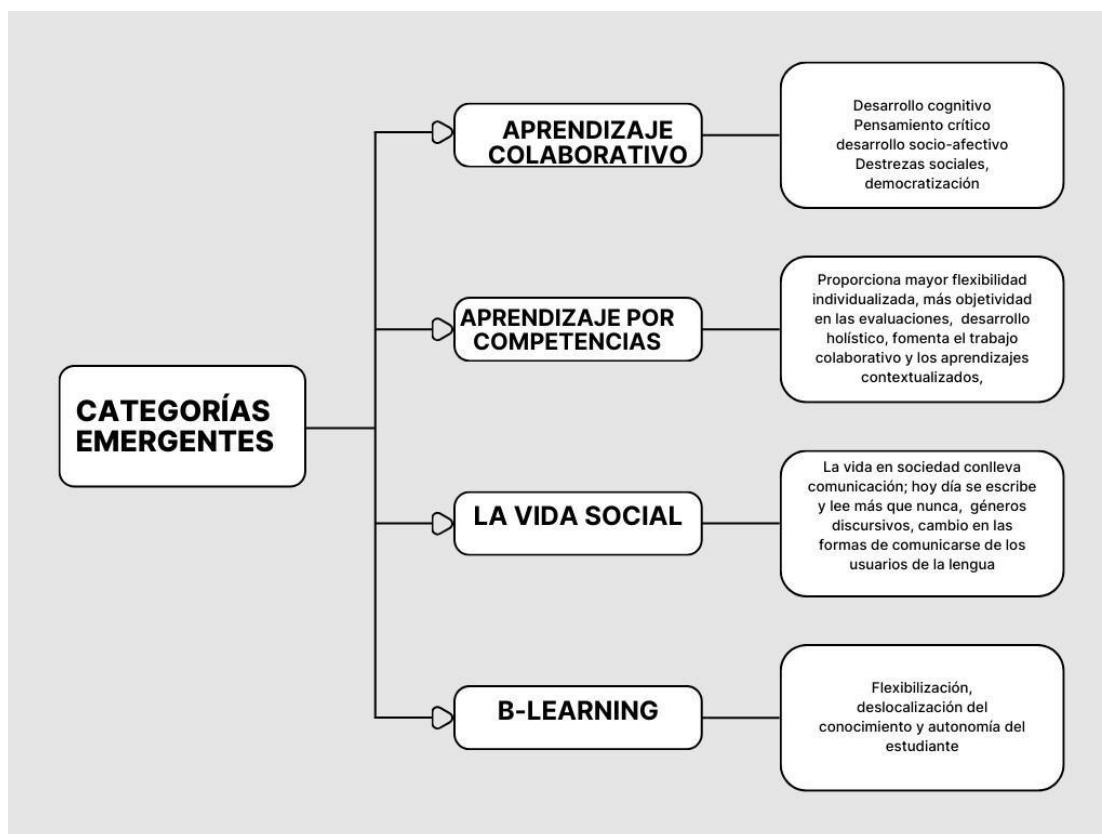 CATEGORÍAS
EMERGENTES
APRENDIZAJE
COLABORATIVO
Desarrollo cognitivo
Pensamiento crítico
desarrollo socio-afectivo
Destrezas sociales,
democratización
APRENDIZAJE POR
COMPETENCIAS
Proporciona mayor flexibilidad
individualizada, más objetividad
en las evaluaciones, desarrollo
holístico, fomenta el trabajo
colaborativo y los aprendizajes
contextualizados,
LA VIDA SOCIAL
La vida en sociedad conlleva
comunicación; hoy día se escribe
y lee más que nunca, géneros
discursivos, cambio en las
formas de comunicarse de los
usuarios de la lengua
B-LEARNING
Flexibilización,
deslocalización del
conocimiento y autonomía del
estudiante